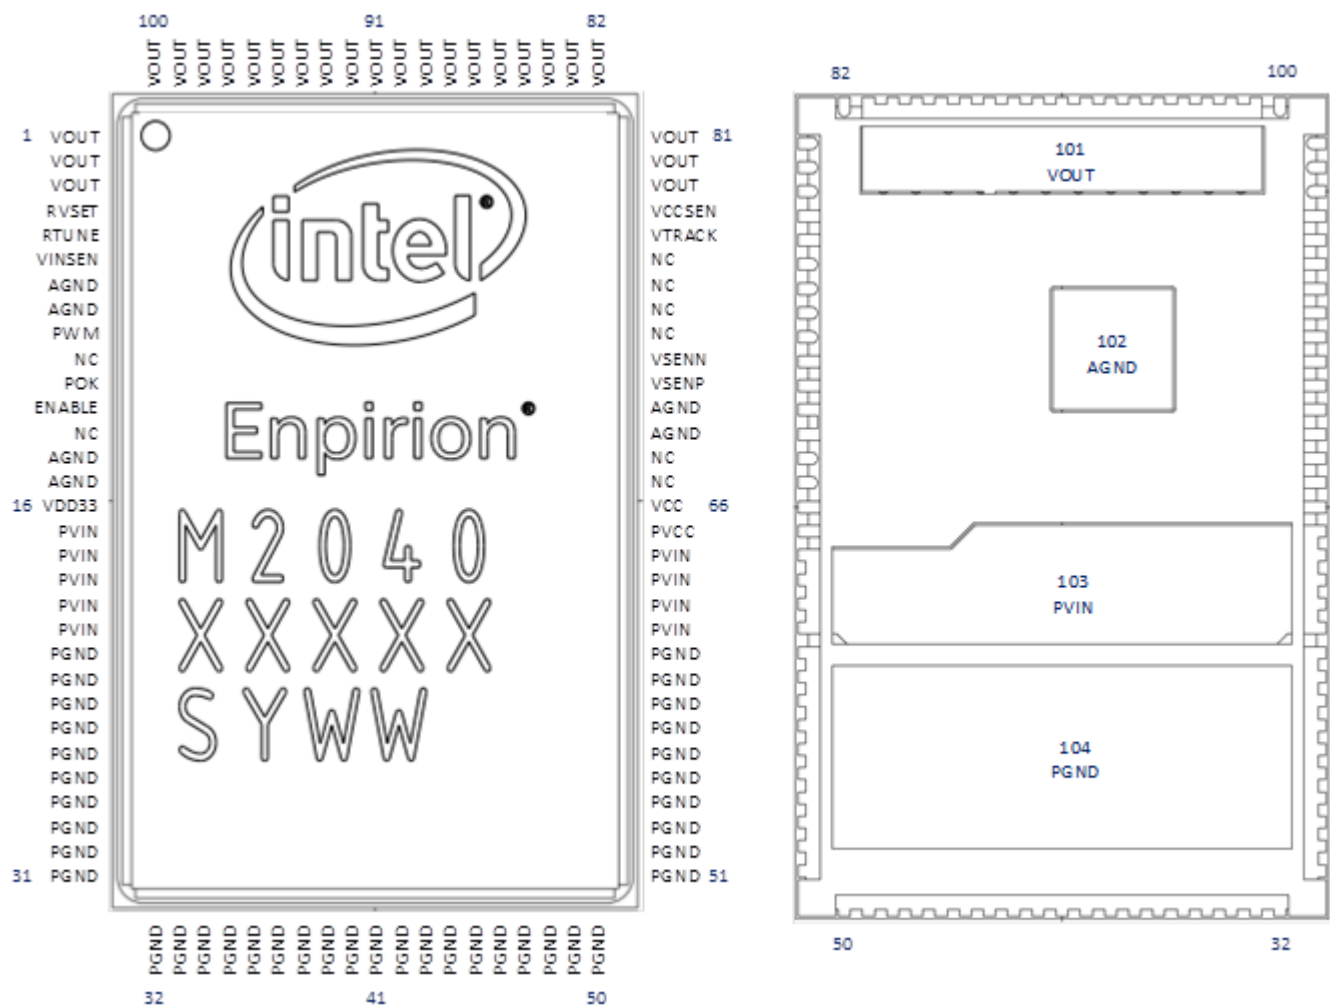 100 91 82
VOUT VOUT VOUT VOUT VOUT VOUT VOUT VOUT VOUT VOUT VOUT VOUT VOUT VOUT VOUT VOUT VOUT VOUT VOUT
1 VOUT
VOUT
VOUT
RVSET
RTUNE
VINSEN
AGND
AGND
PWM
NC
POK
ENABLE
NC
AGND
AGND
16 VDD33
PVIN
PVIN
PVIN
PVIN
PVIN
PGND
PGND
PGND
PGND
PGND
PGND
PGND
PGND
PGND
31 PGND
intel®
Enpirion®
M2040
XXXXX
SYWW
VOUT 81
VOUT
VOUT
VCCSEN
VTRACK
NC
NC
NC
NC
VSENN
VSENP
AGND
AGND
NC
NC
VCC 66
PVCC
PVIN
PVIN
PVIN
PVIN
PGND
PGND
PGND
PGND
PGND
PGND
PGND
PGND
PGND
PGND 51
PGND PGND PGND PGND PGND PGND PGND PGND PGND PGND PGND PGND PGND PGND PGND PGND PGND PGND PGND
32 41 50
82 100
101
VOUT
102
AGND
103
PVIN
104
PGND
50 32